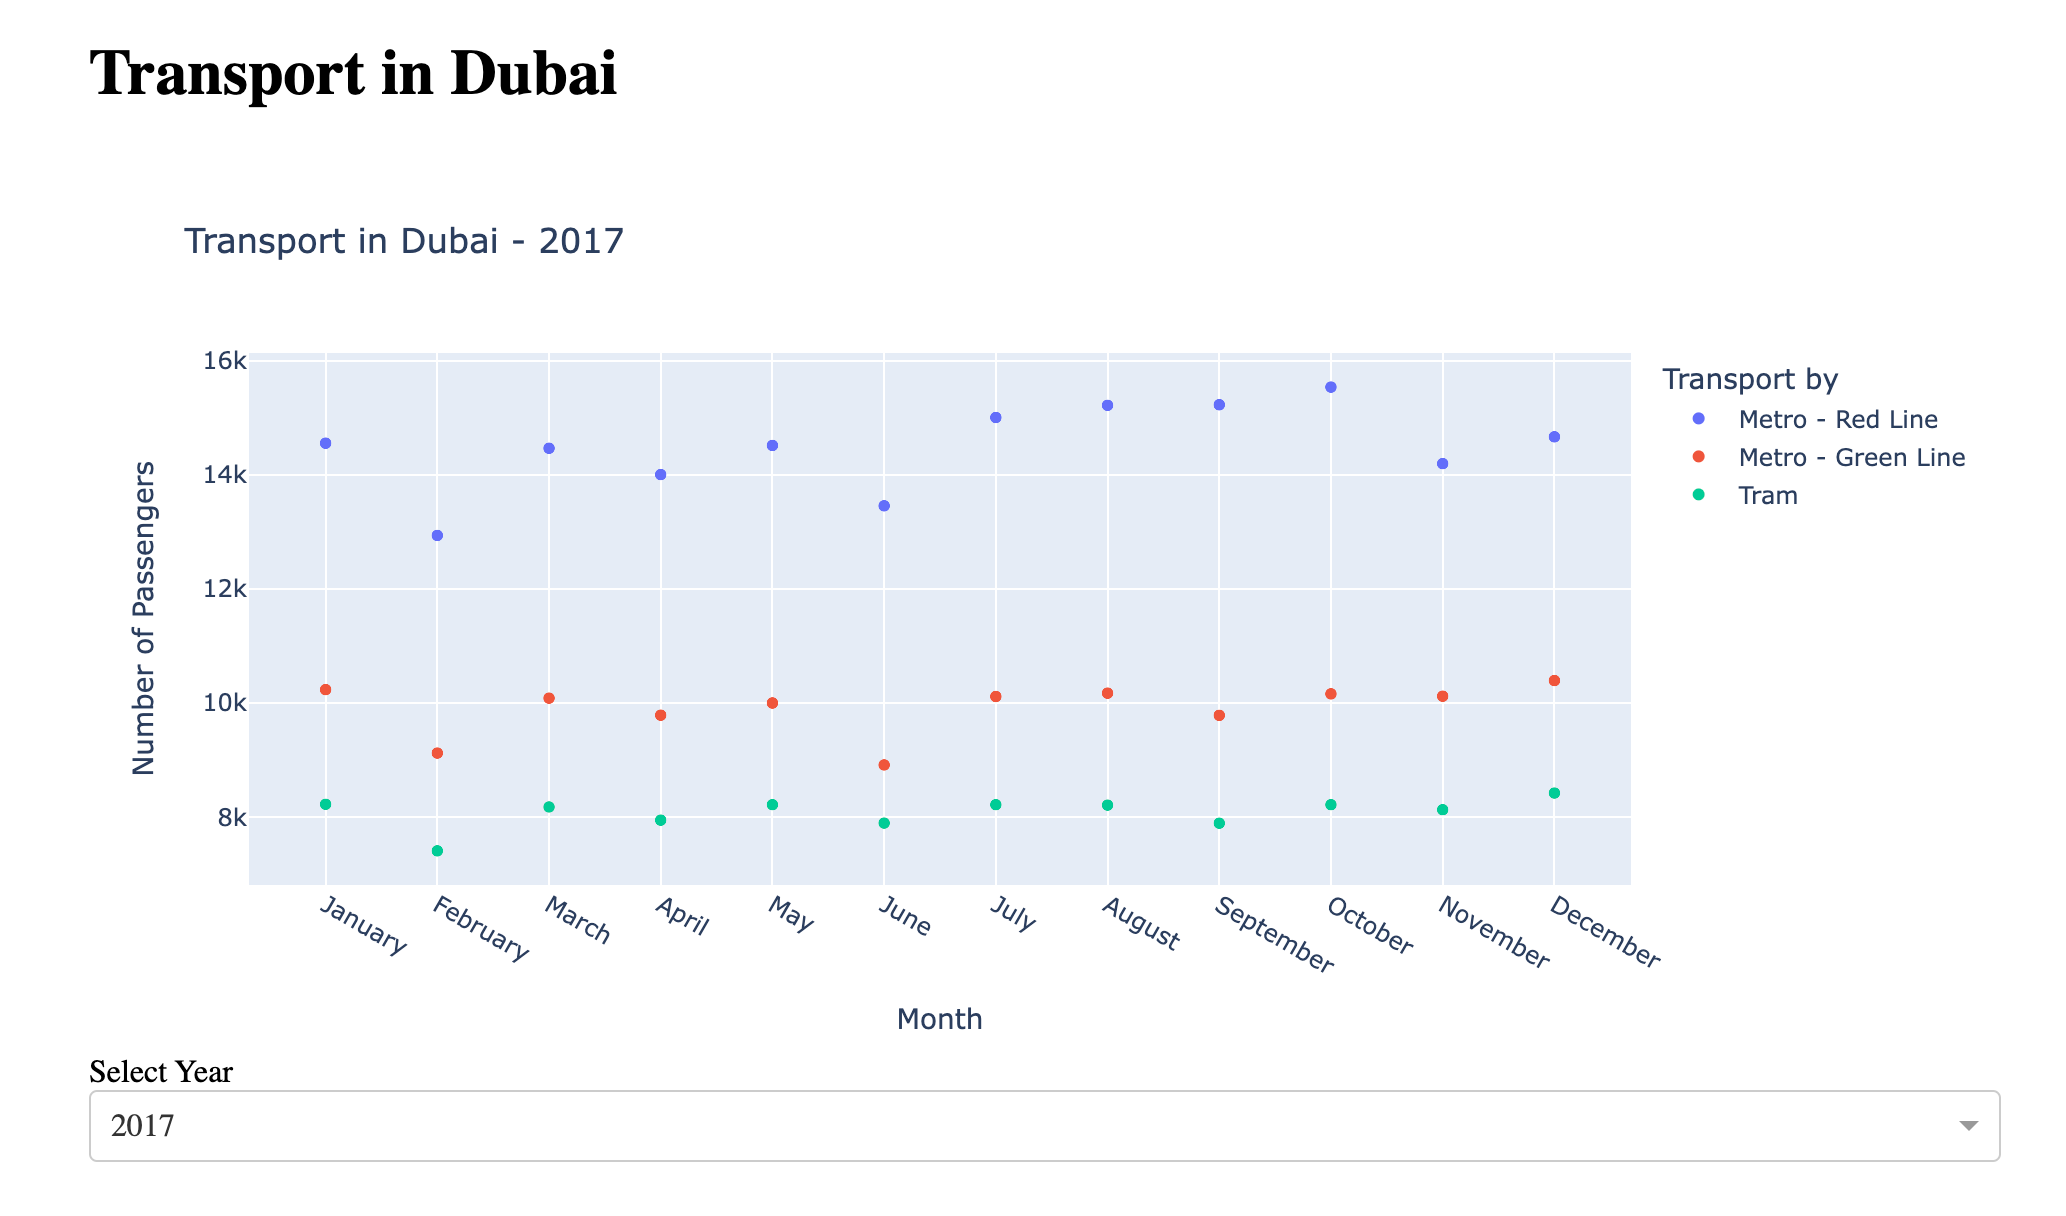 Transport in Dubai
Transport in Dubai - 2017
16k
14k
12k
10k
8k
Number of Passengers
January
February
March
April
May
June
July
August
September
October
November
December
Month
Transport by
Metro - Red Line
Metro - Green Line
Tram
Select Year
2017